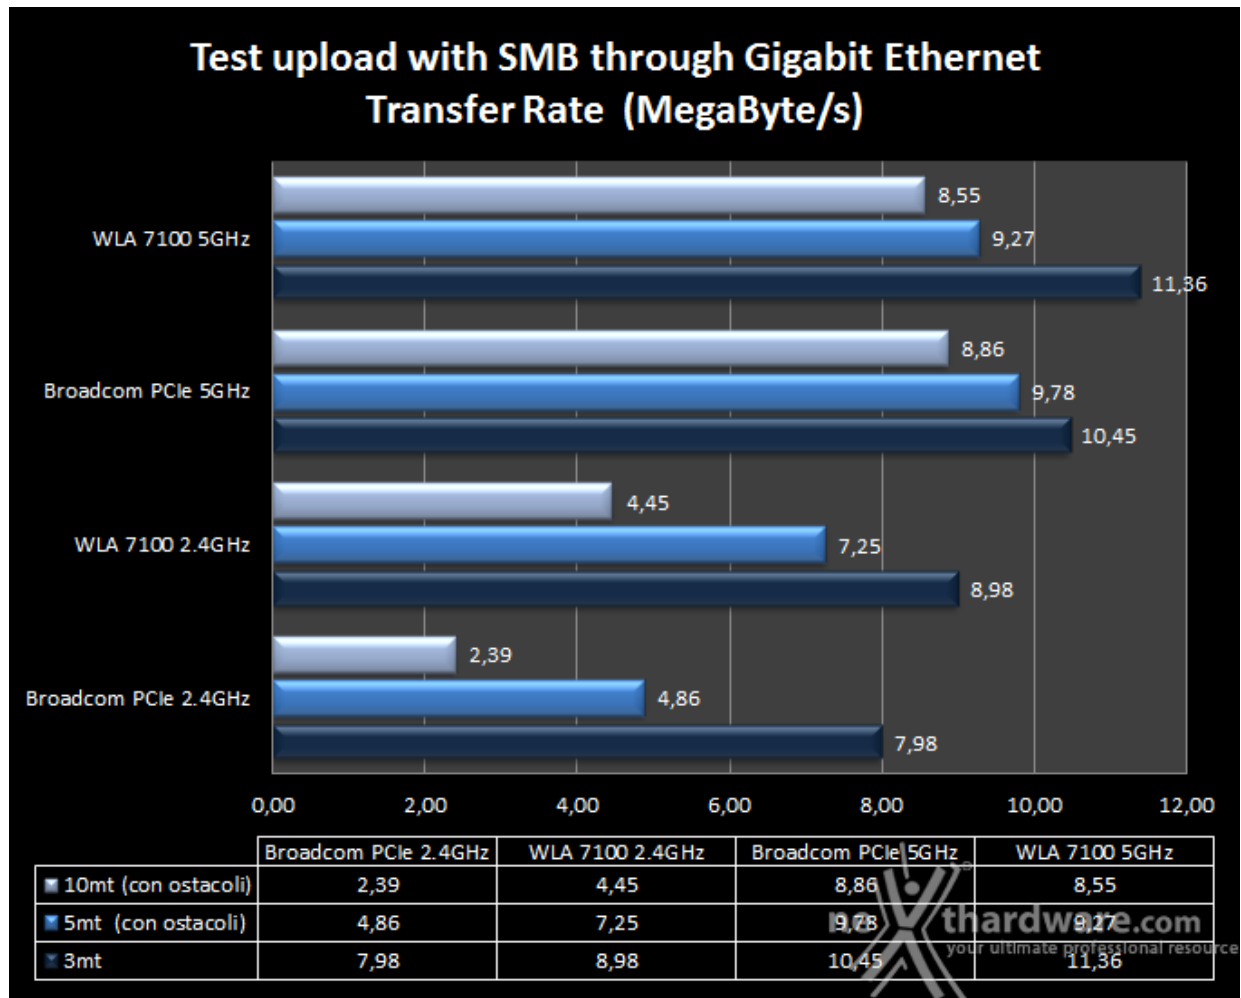 Test upload with SMB through Gigabit Ethernet
Transfer Rate (MegaByte/s)
WLA 7100 5GHz
8,55
9,27
11,36
Broadcom PCIe 5GHz
8,86
9,78
10,45
WLA 7100 2.4GHz
4,45
7,25
8,98
Broadcom PCIe 2.4GHz
2,39
4,86
7,98
0,00 2,00 4,00 6,00 8,00 10,00 12,00
Broadcom PCIe 2.4GHz WLA 7100 2.4GHz Broadcom PCIe 5GHz WLA 7100 5GHz
10mt (con ostacoli) 2,39 4,45 8,86 8,55
5mt (con ostacoli) 4,86 7,25 9,78 9,27
3mt 7,98 8,98 10,45 11,36
nexthardware.com
your ultimate professional resource